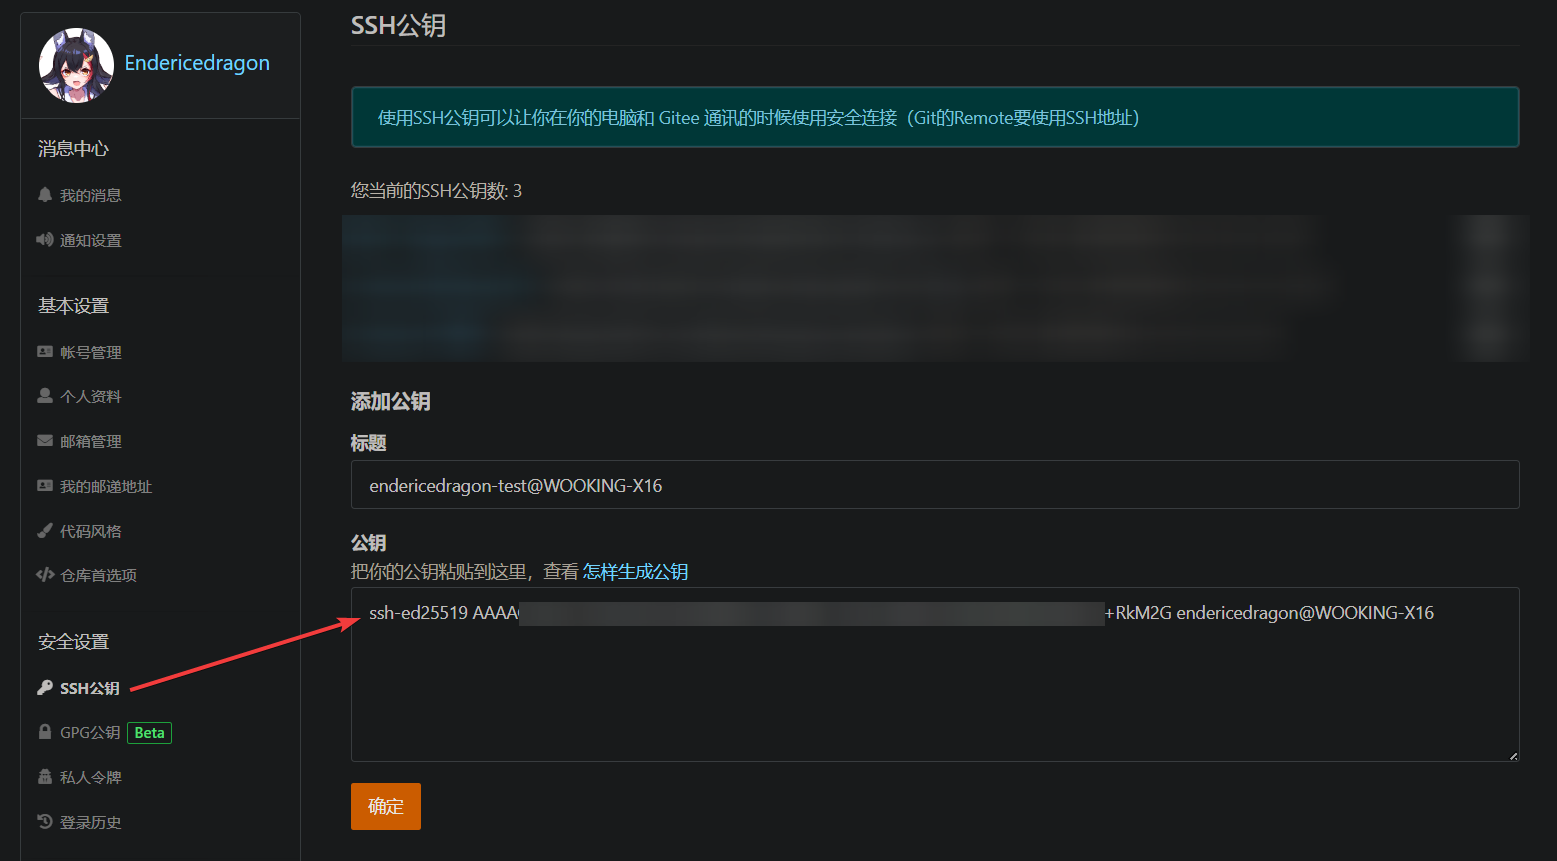 Endericedragon
消息中心
我的消息
通知设置
基本设置
帐号管理
个人资料
邮箱管理
我的邮递地址
代码风格
仓库首选项
安全设置
SSH公钥
GPG公钥 Beta
私人令牌
登录历史
SSH公钥
使用SSH公钥可以让你在你的电脑和 Gitee 通讯的时候使用安全连接（Git的Remote要使用SSH地址）
您当前的SSH公钥数: 3
添加公钥
标题
endericedragon-test@WOOKING-X16
公钥
把你的公钥粘贴到这里，查看 怎样生成公钥
ssh-ed25519 AAAA +RkM2G endericedragon@WOOKING-X16
确定